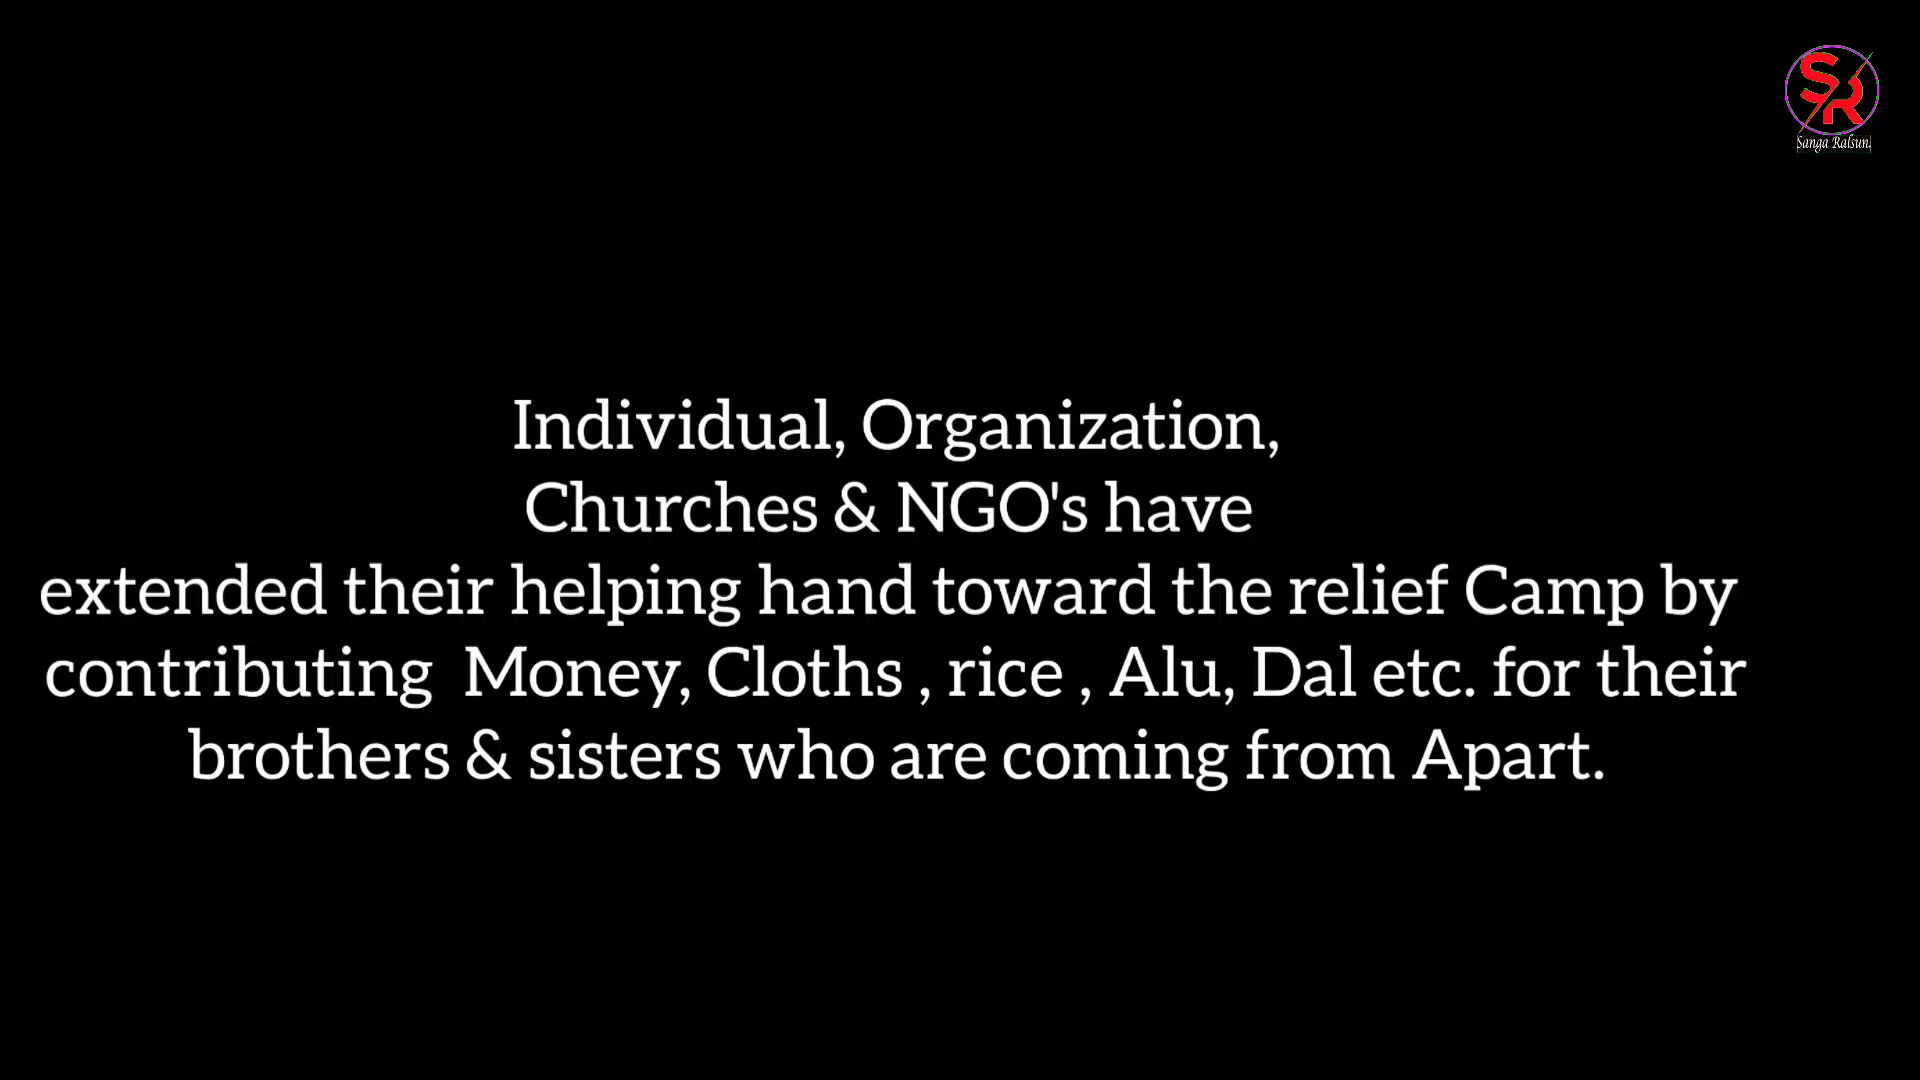 SR
Sanga Ralsun
Individual, Organization,
Churches & NGO's have
extended their helping hand toward the relief Camp by
contributing  Money, Cloths , rice , Alu, Dal etc. for their
brothers & sisters who are coming from Apart.